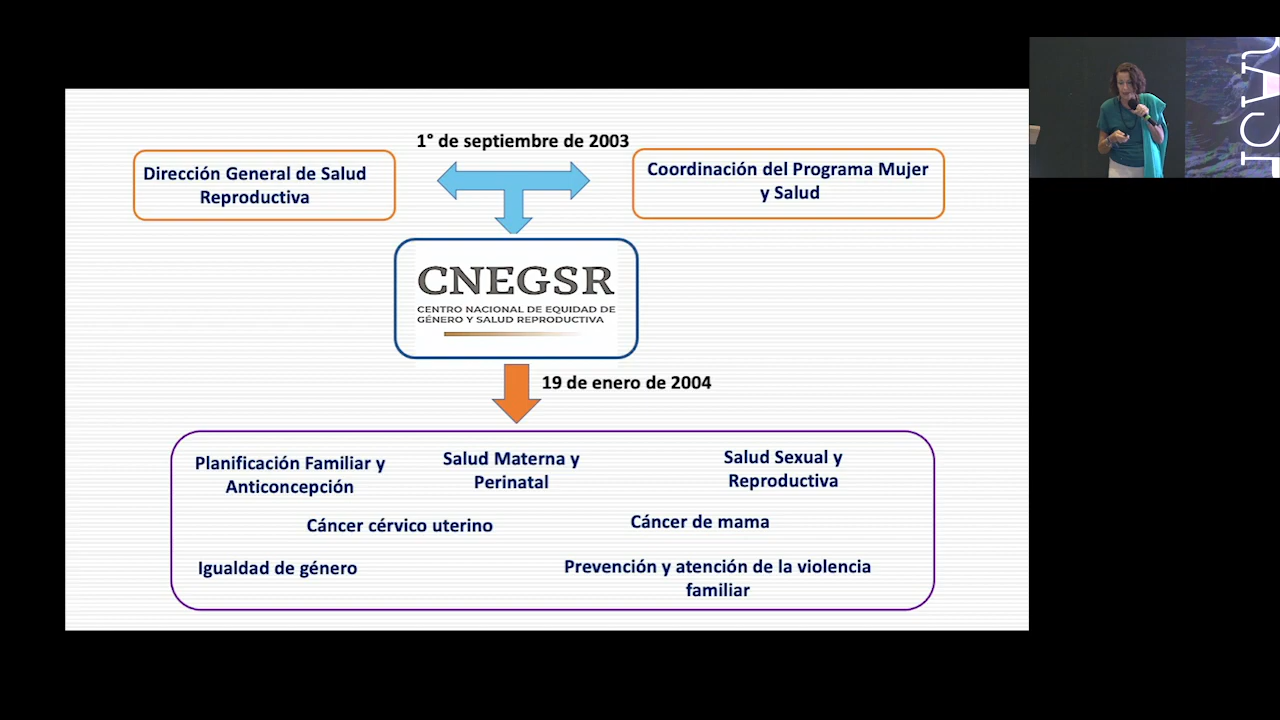 1° de septiembre de 2003
Dirección General de Salud
Reproductiva
Coordinación del Programa Mujer
y Salud
CNEGSR
CENTRO NACIONAL DE EQUIDAD DE
GÉNERO Y SALUD REPRODUCTIVA
19 de enero de 2004
Planificación Familiar y
Anticoncepción
Salud Materna y
Perinatal
Salud Sexual y
Reproductiva
Cáncer cérvico uterino
Cáncer de mama
Igualdad de género
Prevención y atención de la violencia
familiar